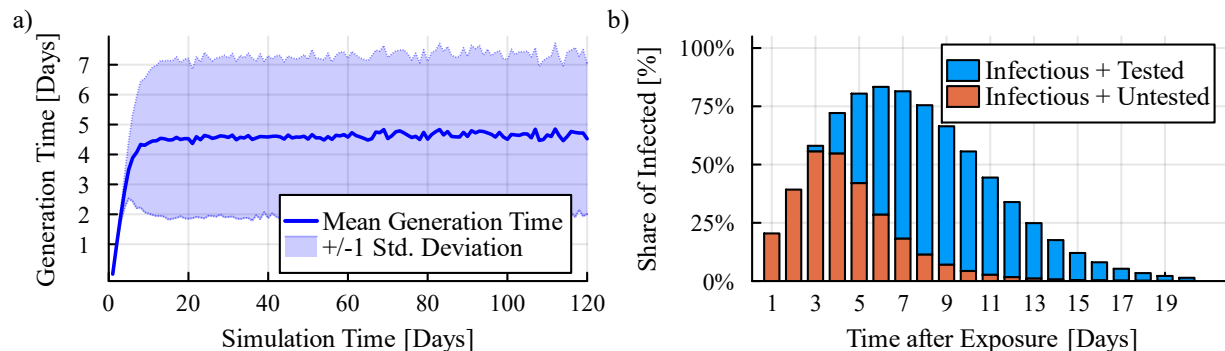 a)
Generation Time [Days]
7
6
5
4
3
2
1
0
20
40
60
80
100
120
Simulation Time [Days]
Mean Generation Time
+/-1 Std. Deviation
b)
Share of Infected [%]
100%
75%
50%
25%
0%
1
3
5
7
9
11
13
15
17
19
Time after Exposure [Days]
Infectious + Tested
Infectious + Untested